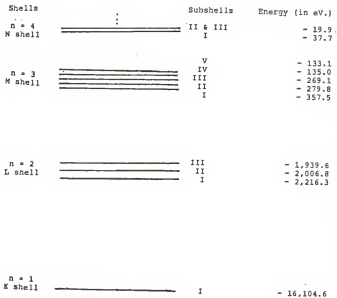 Shells Subshells Energy (in eV.)
n = 4 II & III - 19.9
N shell I - 37.7
V - 133.1
n = 3 IV - 135.0
M shell III - 269.1
II - 279.8
I - 357.5
n = 2 III - 1,939.6
L shell II - 2,006.8
I - 2,216.3
n = 1
K shell I - 16,104.6